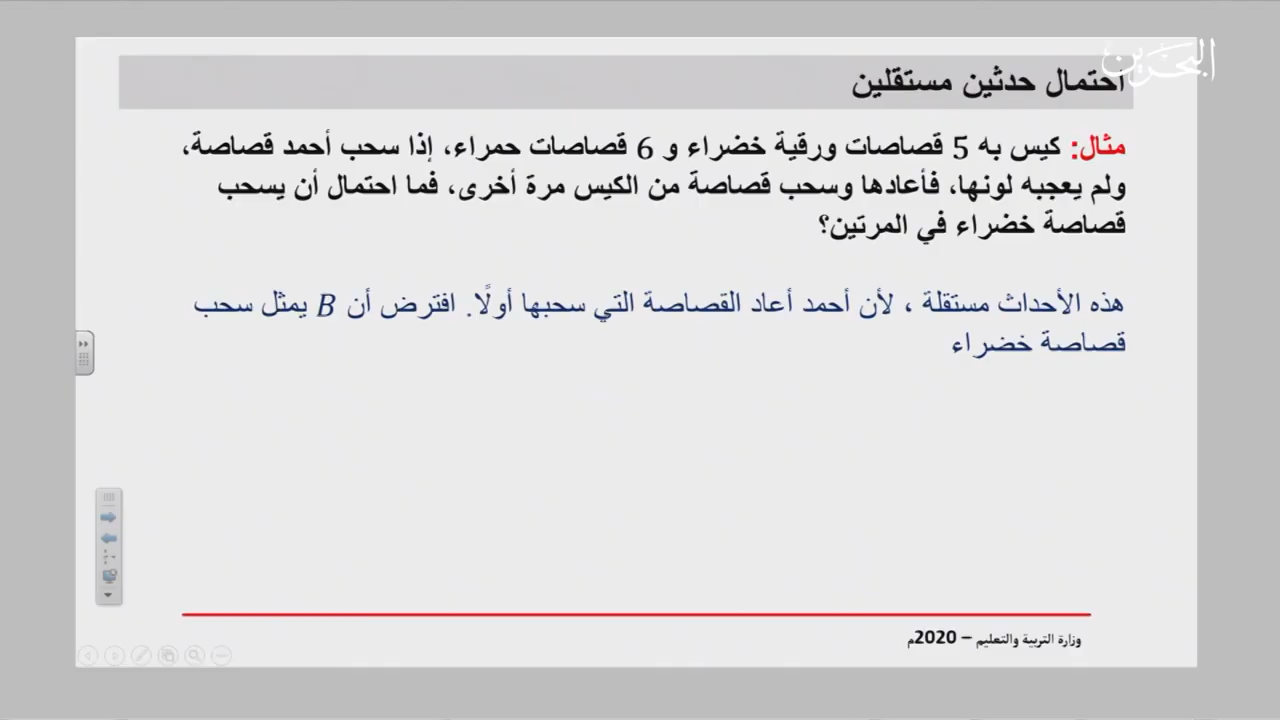 البحرين
احتمال حدثين مستقلين
مثال: كيس به 5 قصاصات ورقية خضراء و 6 قصاصات حمراء، إذا سحب أحمد قصاصة،
ولم يعجبه لونها، فأعادها وسحب قصاصة من الكيس مرة أخرى، فما احتمال أن يسحب
قصاصة خضراء في المرتين؟
هذه الأحداث مستقلة ، لأن أحمد أعاد القصاصة التي سحبها أولًا. افترض أن B يمثل سحب
قصاصة خضراء
وزارة التربية والتعليم – 2020م